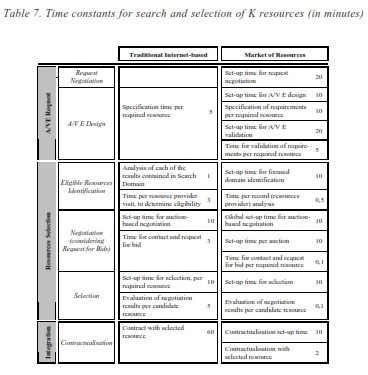 Table 7. Time constants for search and selection of K resources (in minutes)
Traditional Internet-based Market of Resources
A/VE Request
Request
Negotiation
Set-up time for request
negotiation 20
A/V E Design
Specification time per
required resource 5
Set-up time for A/V E design 10
Specification of requirements
per required resource 10
Set-up time for A/V E
validation 20
Time for validation of require-
ments per required resource 5
Resources Selection
Eligible Resources
Identification
Analysis of each of the
results contained in Search
Domain 1
Set-up time for focused
domain identification 10
Time per resource provider
visit, to determine eligibility 3
Time per record (resources
provider) analysis 0,5
Negotiation
(considering
Request for Bids)
Set-up time for auction-
based negotiation 10
Global set-up time for auction-
based negotiation 10
Time for contact and request
for bid 3
Set-up time per auction 10
Time for contact and request
for bid per required resource 0,1
Selection
Set-up time for selection, per
required resource 10
Set-up time for selection 10
Evaluation of negotiation
results per candidate
resource 5
Evaluation of negotiation
results per candidate resource 0,1
Integration
Contractualisation
Contract with selected
resource 60
Contractualisation set-up time 10
Contractualisation with
selected resource 2